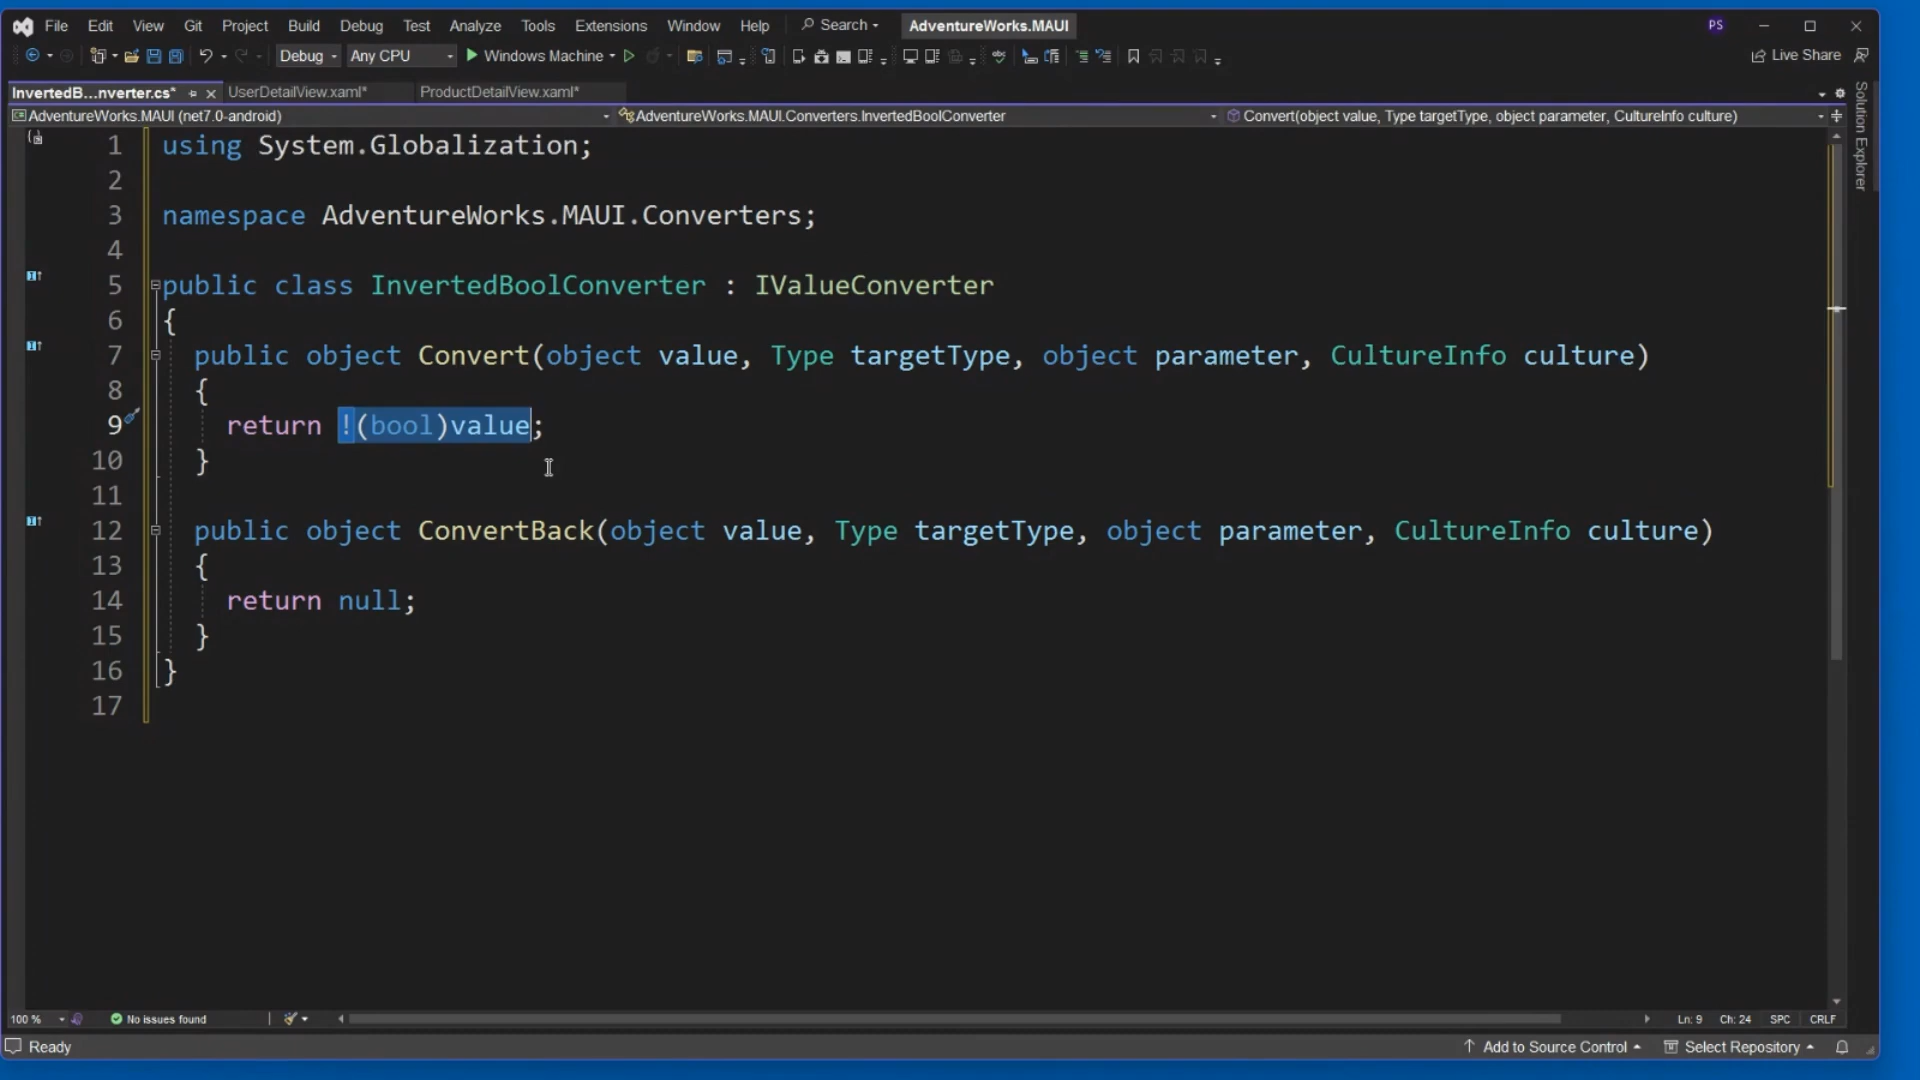 File Edit View Git Project Build Debug Test Analyze Tools Extensions Window Help Search AdventureWorks.MAUI PS
Debug Any CPU Windows Machine Live Share
InvertedB...nverter.cs* UserDetailView.xaml* ProductDetailView.xaml*
AdventureWorks.MAUI (net7.0-android) AdventureWorks.MAUI.Converters.InvertedBoolConverter Convert(object value, Type targetType, object parameter, CultureInfo culture)
Solution Explorer
1 using System.Globalization;
2
3 namespace AdventureWorks.MAUI.Converters;
4
5 public class InvertedBoolConverter : IValueConverter
6 {
7 public object Convert(object value, Type targetType, object parameter, CultureInfo culture)
8 {
9 return !(bool)value;
10 }
11
12 public object ConvertBack(object value, Type targetType, object parameter, CultureInfo culture)
13 {
14 return null;
15 }
16 }
17
100 % No issues found Ln: 9 Ch: 24 SPC CRLF
Ready Add to Source Control Select Repository